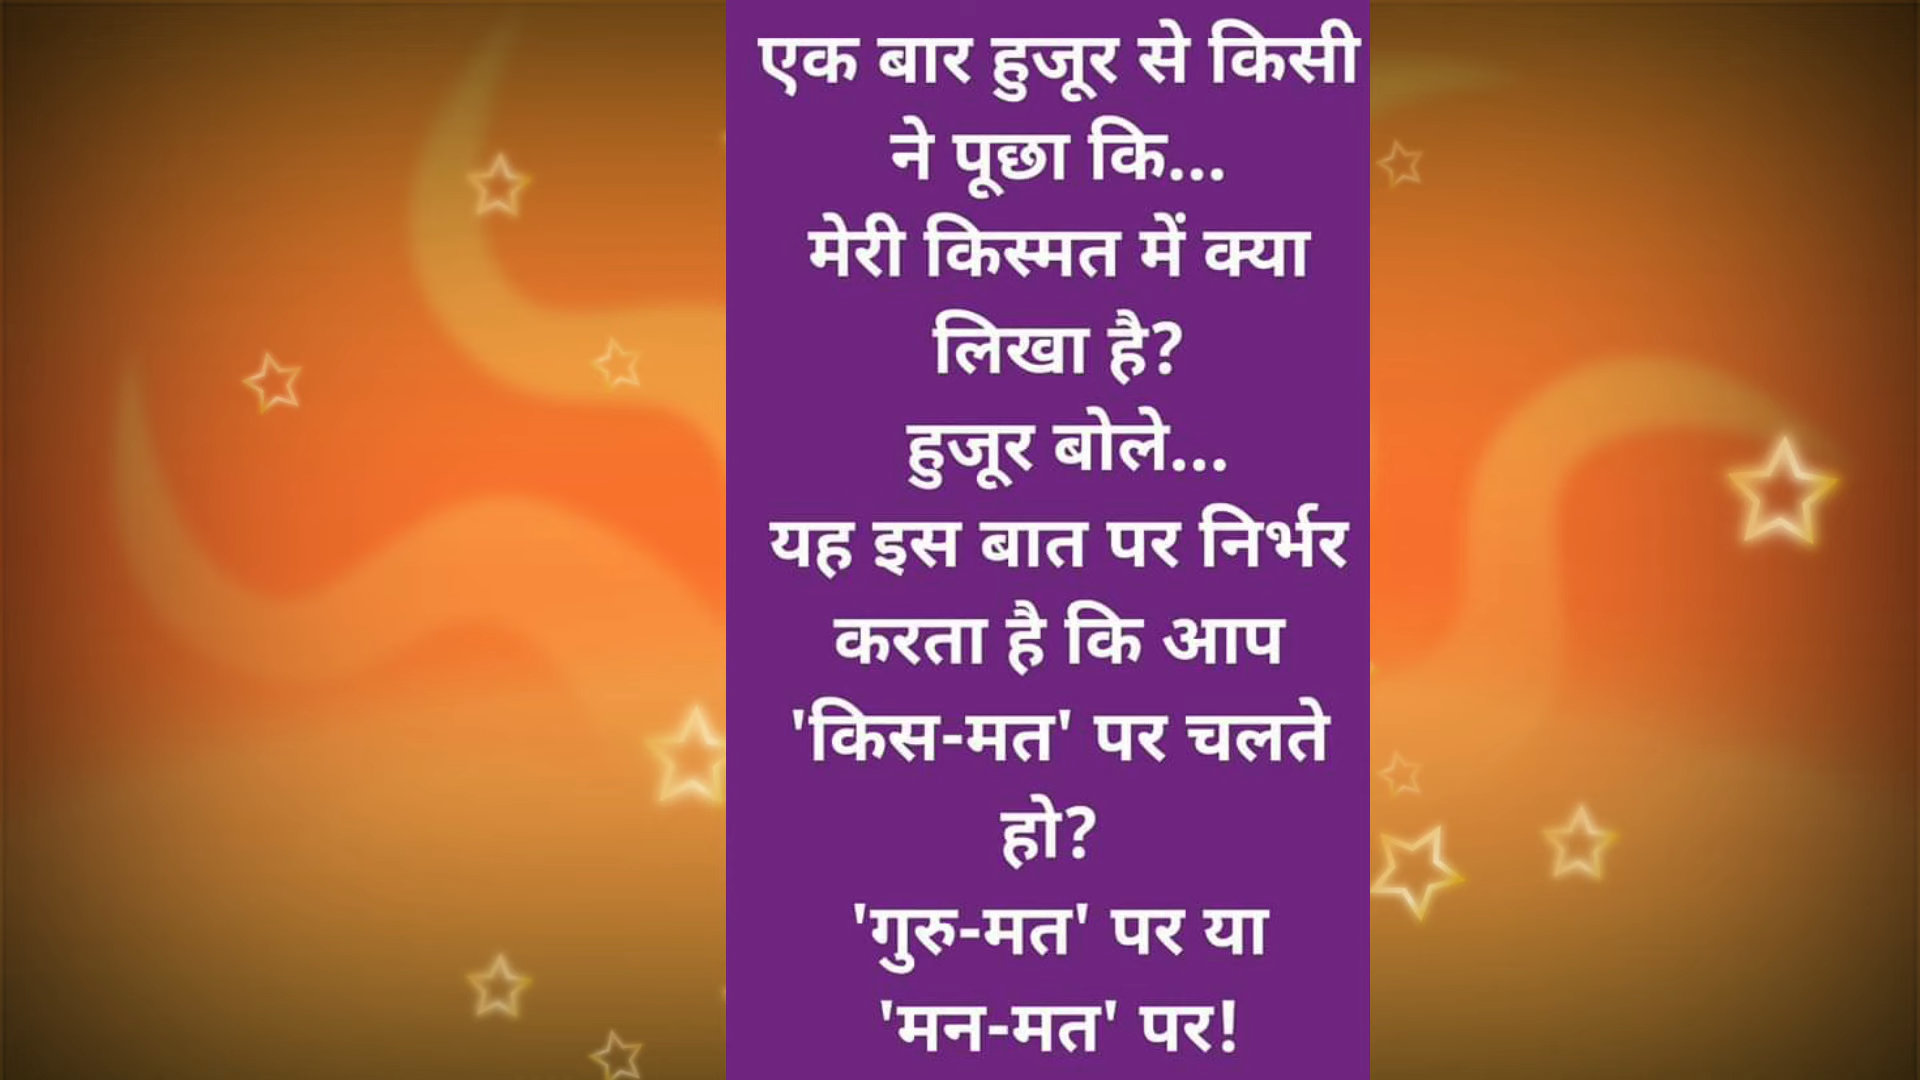 एक बार हुजूर से किसी
ने पूछा कि...
मेरी किस्मत में क्या
लिखा है?
हुजूर बोले...
यह इस बात पर निर्भर
करता है कि आप
'किस-मत' पर चलते
हो?
'गुरु-मत' पर या
'मन-मत' पर!